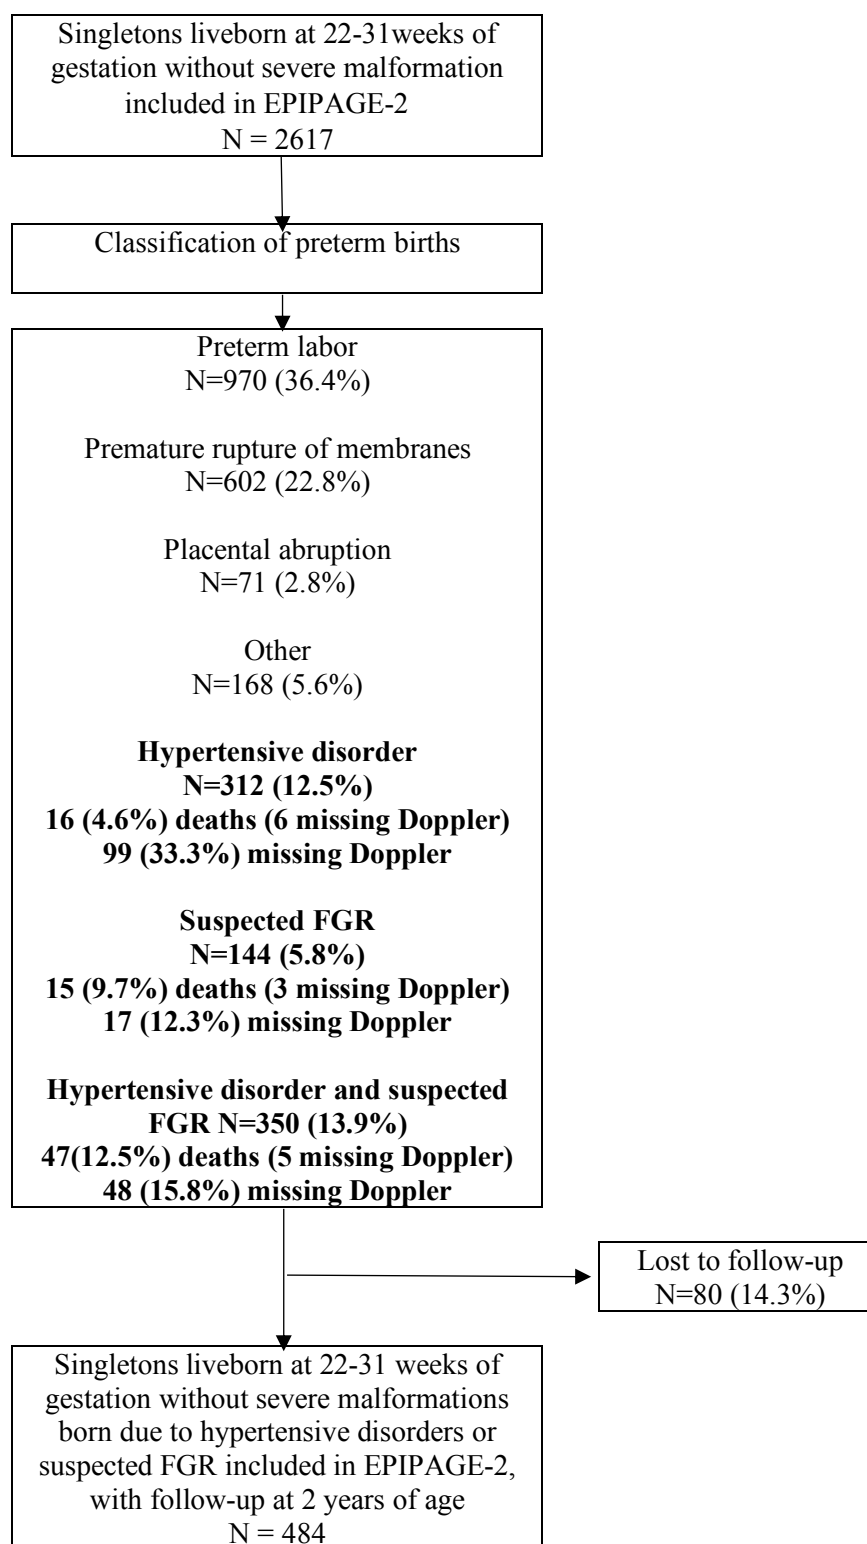 Singletons liveborn at 22-31weeks of
gestation without severe malformation
included in EPIPAGE-2
N = 2617
Classification of preterm births
Preterm labor
N=970 (36.4%)
Premature rupture of membranes
N=602 (22.8%)
Placental abruption
N=71 (2.8%)
Other
N=168 (5.6%)
Hypertensive disorder
N=312 (12.5%)
16 (4.6%) deaths (6 missing Doppler)
99 (33.3%) missing Doppler
Suspected FGR
N=144 (5.8%)
15 (9.7%) deaths (3 missing Doppler)
17 (12.3%) missing Doppler
Hypertensive disorder and suspected
FGR N=350 (13.9%)
47(12.5%) deaths (5 missing Doppler)
48 (15.8%) missing Doppler
Lost to follow-up
N=80 (14.3%)
Singletons liveborn at 22-31 weeks of
gestation without severe malformations
born due to hypertensive disorders or
suspected FGR included in EPIPAGE-2,
with follow-up at 2 years of age
N = 484